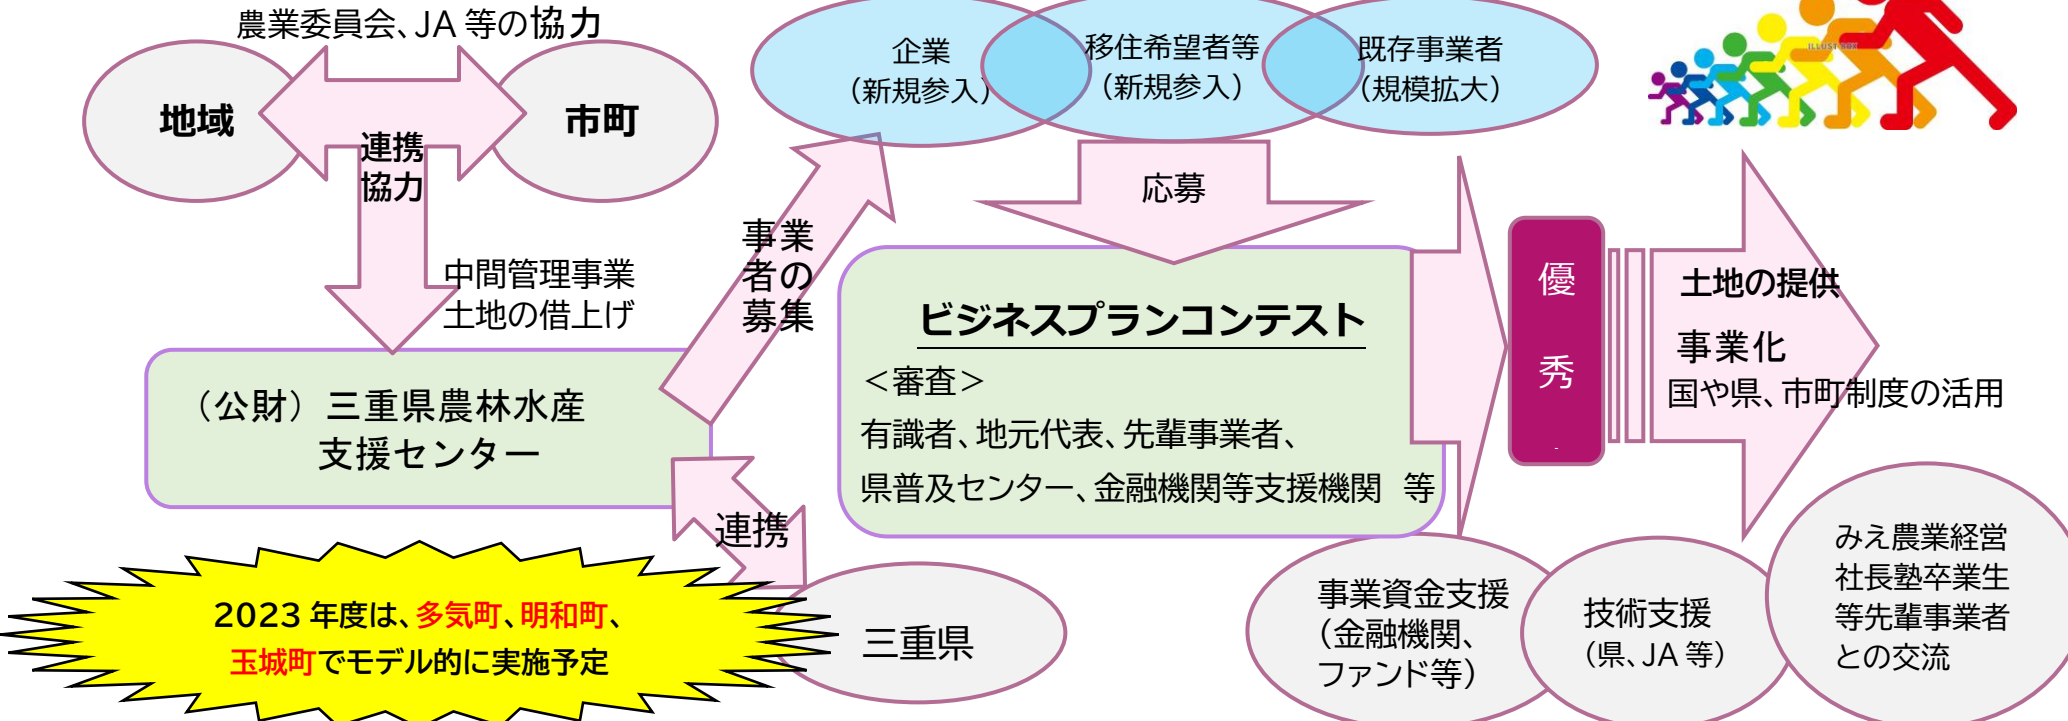 農業委員会、JA 等の協力
地域
市町
連携
協力
中間管理事業
土地の借上げ
(公財)三重県農林水産
支援センター
連携
三重県
2023 年度は、多気町、明和町、
玉城町でモデル的に実施予定
事業
者の
募集
企業
(新規参入)
移住希望者等
(新規参入)
既存事業者
(規模拡大)
ILLUST BOX
応募
ビジネスプランコンテスト
<審査>
有識者、地元代表、先輩事業者、
県普及センター、金融機関等支援機関 等
優
秀
土地の提供
事業化
国や県、市町制度の活用
事業資金支援
(金融機関、
ファンド等)
技術支援
(県、JA 等)
みえ農業経営
社長塾卒業生
等先輩事業者
との交流